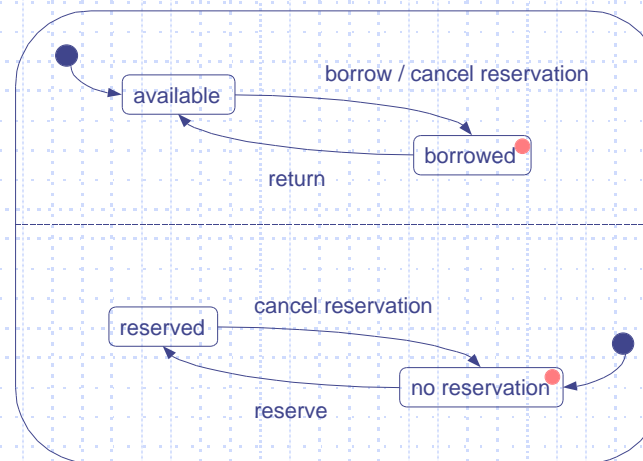 borrow / cancel reservation
available
borrowed
return
cancel reservation
reserved
no reservation
reserve